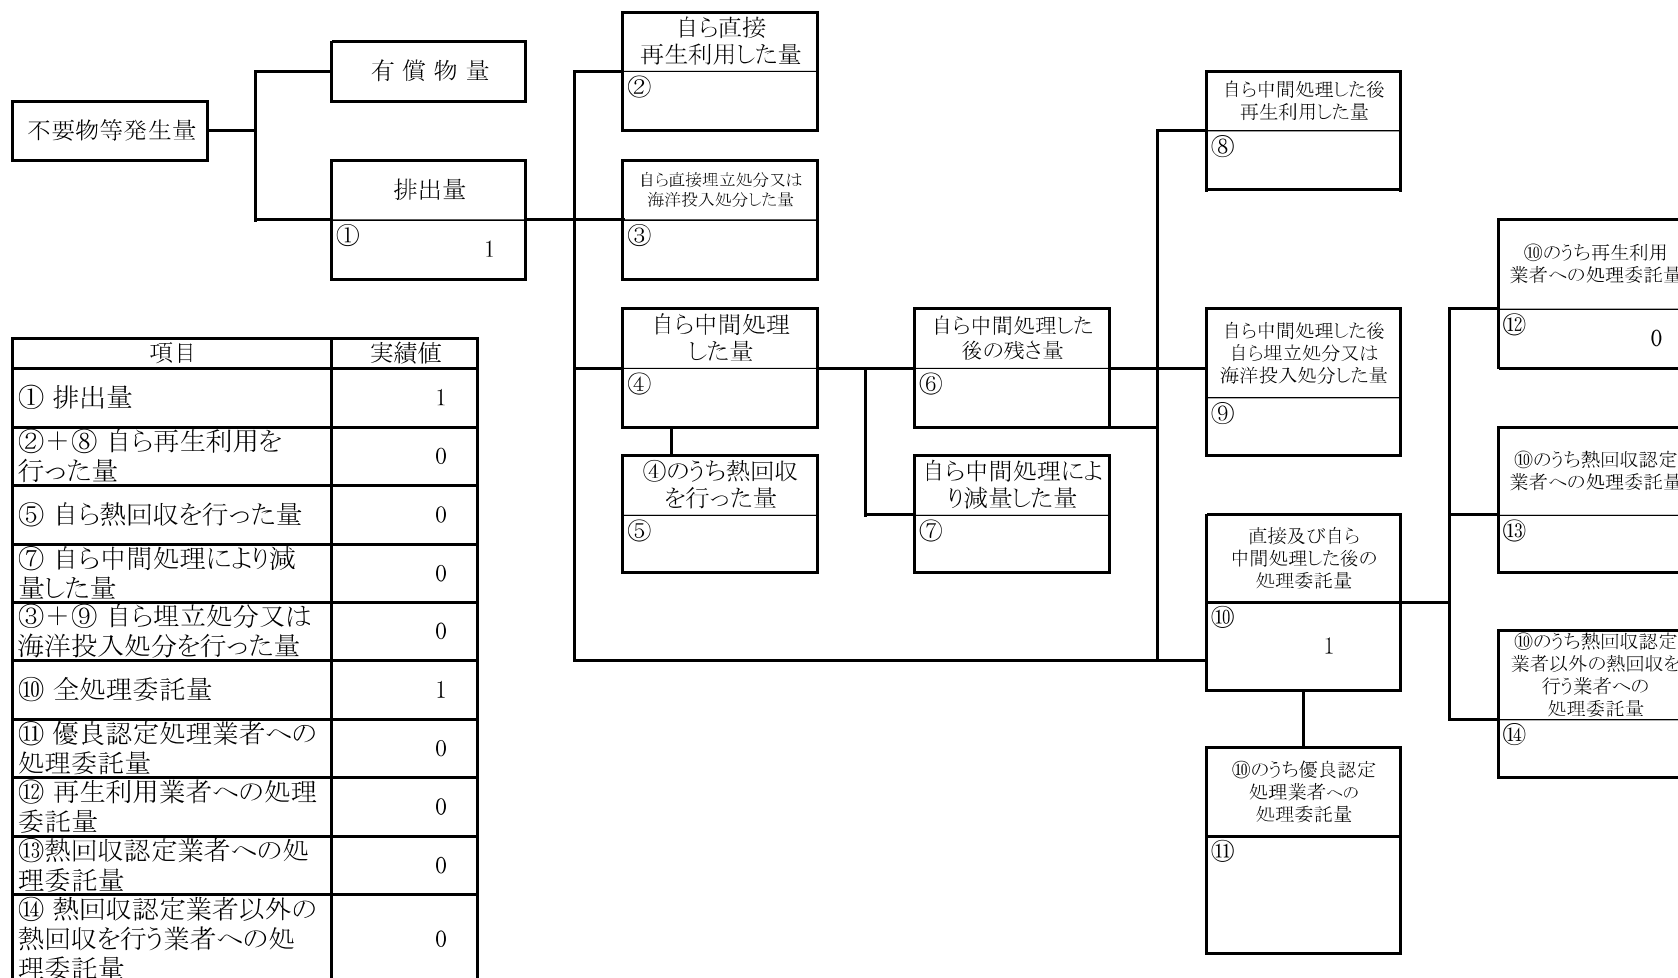 不要物等発生量
有 償 物 量
排出量
①
1
自ら直接
再生利用した量
②
自ら直接埋立処分又は
海洋投入処分した量
③
自ら中間処理
した量
④
④のうち熱回収
を行った量
⑤
自ら中間処理した
後の残さ量
⑥
自ら中間処理によ
り減量した量
⑦
自ら中間処理した後
再生利用した量
⑧
自ら中間処理した後
自ら埋立処分又は
海洋投入処分した量
⑨
直接及び自ら
中間処理した後の
処理委託量
⑩
1
⑩のうち優良認定
処理業者への
処理委託量
⑪
⑩のうち再生利用
業者への処理委託量
⑫
0
⑩のうち熱回収認定
業者への処理委託量
⑬
⑩のうち熱回収認定
業者以外の熱回収を
行う業者への
処理委託量
⑭
項目 実績値
① 排出量 1
②+⑧ 自ら再生利用を
行った量 0
⑤ 自ら熱回収を行った量 0
⑦ 自ら中間処理により減
量した量 0
③+⑨ 自ら埋立処分又は
海洋投入処分を行った量 0
⑩ 全処理委託量 1
⑪ 優良認定処理業者への
処理委託量 0
⑫ 再生利用業者への処理
委託量 0
⑬熱回収認定業者への処
理委託量 0
⑭ 熱回収認定業者以外の
熱回収を行う業者への処 0
理委託量